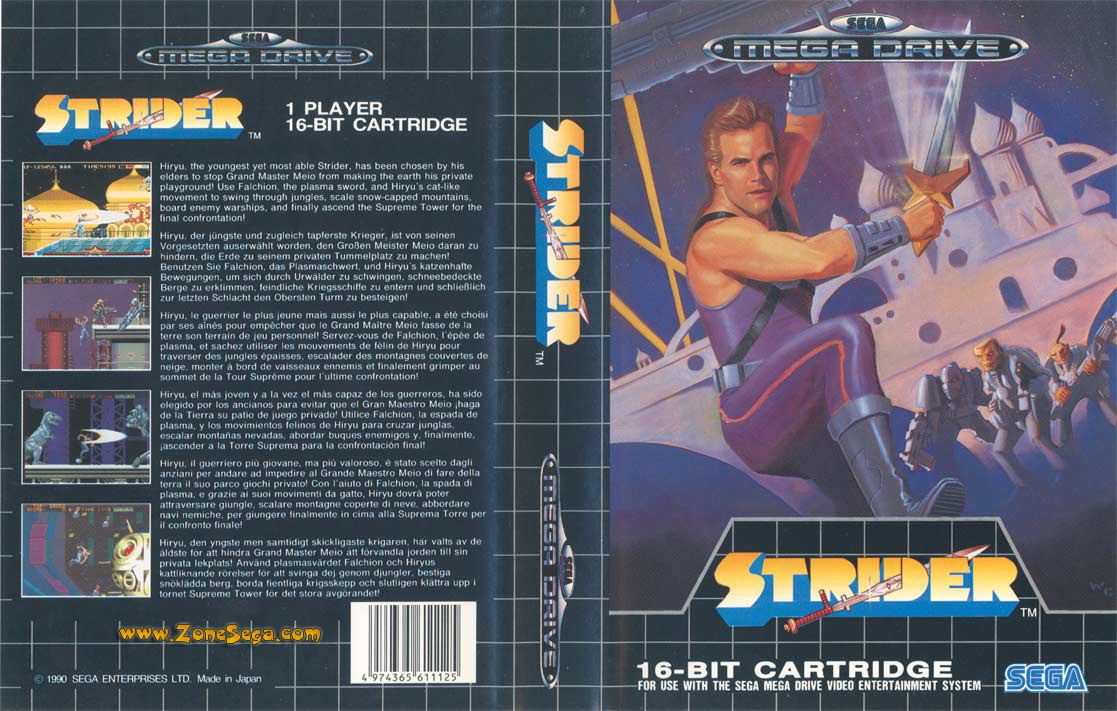 SEGA
MEGA DRIVE
STRIDER
TM
1 PLAYER
16-BIT CARTRIDGE
Hiryu, the youngest yet most able Strider, has been chosen by his
elders to stop Grand Master Meio from making the earth his private
playground! Use Falchion, the plasma sword, and Hiryu's cat-like
movement to swing through jungles, scale snow-capped mountains,
board enemy warships, and finally ascend the Supreme Tower for the
final confrontation!
Hiryu, der jüngste und zugleich tapferste Krieger, ist von seinen
Vorgesetzten auserwählt worden, den Großen Meister Meio daran zu
hindern, die Erde zu seinem privaten Tummelplatz zu machen!
Benutzen Sie Falchion, das Plasmaschwert, und Hiryu's katzenhafte
Bewegungen, um sich durch Urwälder zu schwingen, schneebedeckte
Berge zu erklimmen, feindliche Kriegsschiffe zu entern und schließlich
zur letzten Schlacht den Obersten Turm zu besteigen!
Hiryu, le guerrier le plus jeune mais aussi le plus capable, a été choisi
par ses aînés pour empêcher que le Grand Maître Meio fasse de la
terre son terrain de jeu personnel! Servez-vous de Falchion, l'épée de
plasma, et sachez utiliser les mouvements de félin de Hiryu pour
traverser des jungles épaisses, escalader des montagnes couvertes de
neige, monter à bord de vaisseaux ennemis et finalement grimper au
sommet de la Tour Suprême pour l'ultime confrontation!
Hiryu, el más joven y a la vez el más capaz de los guerreros, ha sido
elegido por los ancianos para evitar que el Gran Maestro Meio ¡haga
de la Tierra su patio de juego privado! Utilice Falchion, la espada de
plasma, y los movimientos felinos de Hiryu para cruzar junglas,
escalar montañas nevadas, abordar buques enemigos y, finalmente,
¡ascender a la Torre Suprema para la confrontación final!
Hiryu, il guerriero più giovane, ma più valoroso, é stato scelto dagli
anziani per andare ad impedire al Grande Maestro Meio di fare della
terra il suo parco giochi privato! Con l'aiuto di Falchion, la spada di
plasma, e grazie ai suoi movimenti da gatto, Hiryu dovrà poter
attraversare giungle, scalare montagne coperte di neve, abbordare
navi nemiche, per giungere finalmente in cima alla Suprema Torre per
il confronto finale!
Hiryu, den yngste men samtidigt skickligaste krigaren, har valts av de
äldste för att hindra Grand Master Meio att förvandla jorden till sin
privata lekplats! Använd plasmasvärdet Falchion och Hiryus
kattliknande rörelser för att svinga dej genom djungler, bestiga
snöklädda berg, borda fientliga krigsskepp och slutligen klättra upp i
tornet Supreme Tower för det stora avgörandet!
www.ZoneSega.com
4 974365 611125
© 1990 SEGA ENTERPRISES LTD. Made in Japan
STRIDER
TM
SEGA
MEGA DRIVE
SEGA
MEGA DRIVE
STRIDER
TM
16-BIT CARTRIDGE
FOR USE WITH THE SEGA MEGA DRIVE VIDEO ENTERTAINMENT SYSTEM
SEGA